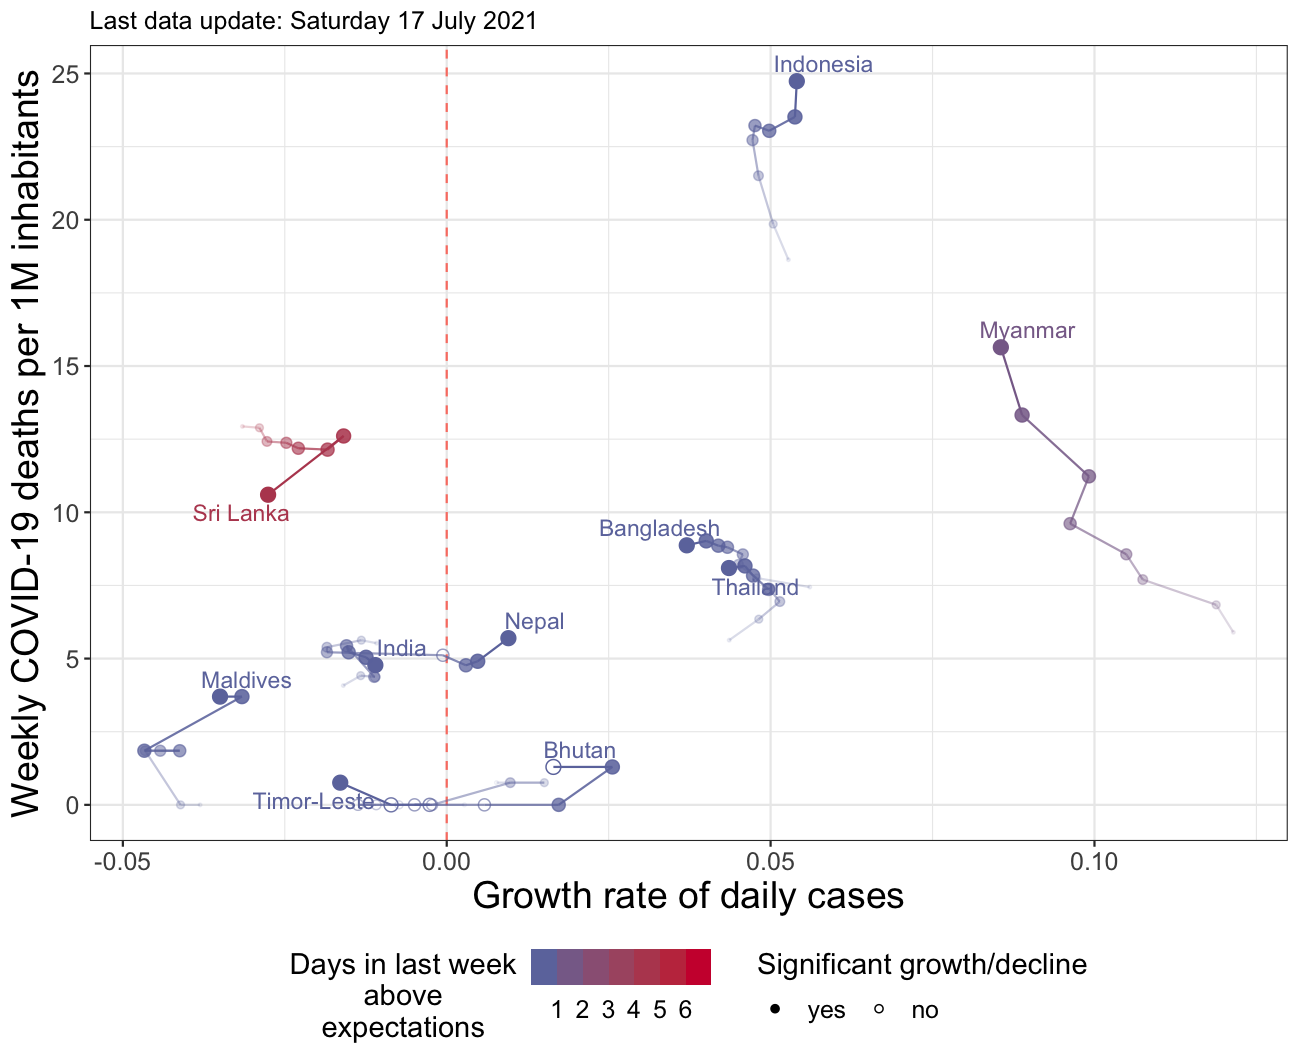 Last data update: Saturday 17 July 2021
Weekly COVID-19 deaths per 1M inhabitants
25
20
15
10
5
0
Indonesia
Myanmar
Sri Lanka
Bangladesh
Thailand
Nepal
India
Maldives
Bhutan
Timor-Leste
-0.05 0.00 0.05 0.10
Growth rate of daily cases
Days in last week
above
expectations
1 2 3 4 5 6
Significant growth/decline
yes no